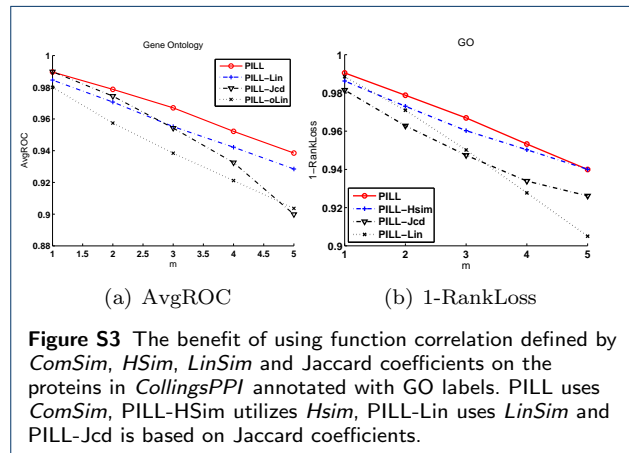 Gene Ontology
PILL
PILL-Lin
PILL-Jcd
PILL-oLin
AvgROC
1
0.98
0.96
0.94
0.92
0.9
0.88
1 1.5 2 2.5 3 3.5 4 4.5 5
m
GO
PILL
PILL-Hsim
PILL-Jcd
PILL-Lin
1-RankLoss
1
0.98
0.96
0.94
0.92
0.9
1 2 3 4 5
m
(a) AvgROC
(b) 1-RankLoss
Figure S3 The benefit of using function correlation defined by
ComSim, HSim, LinSim and Jaccard coefficients on the
proteins in CollingsPPI annotated with GO labels. PILL uses
ComSim, PILL-HSim utilizes Hsim, PILL-Lin uses LinSim and
PILL-Jcd is based on Jaccard coefficients.